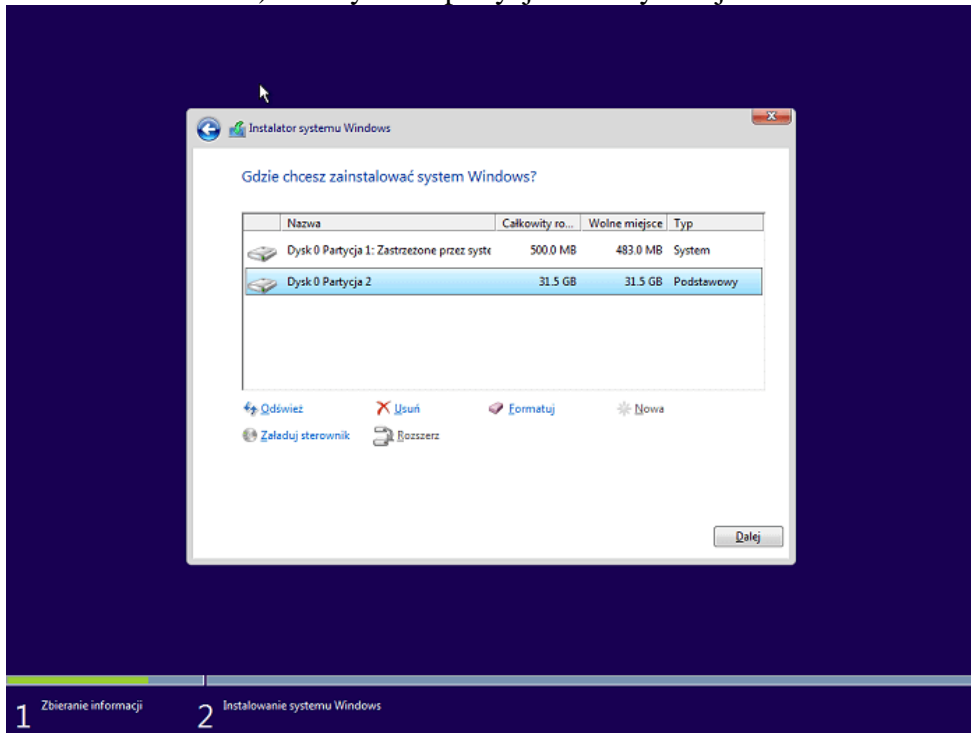 Instalator systemu Windows
Gdzie chcesz zainstalować system Windows?
Nazwa Całkowity ro... Wolne miejsce Typ
Dysk 0 Partycja 1: Zastrzeżone przez syste 500.0 MB 483.0 MB System
Dysk 0 Partycja 2 31.5 GB 31.5 GB Podstawowy
Odśwież Usuń Formatuj Nowa
Załaduj sterownik Rozszerz
Dalej
1 Zbieranie informacji 2 Instalowanie systemu Windows